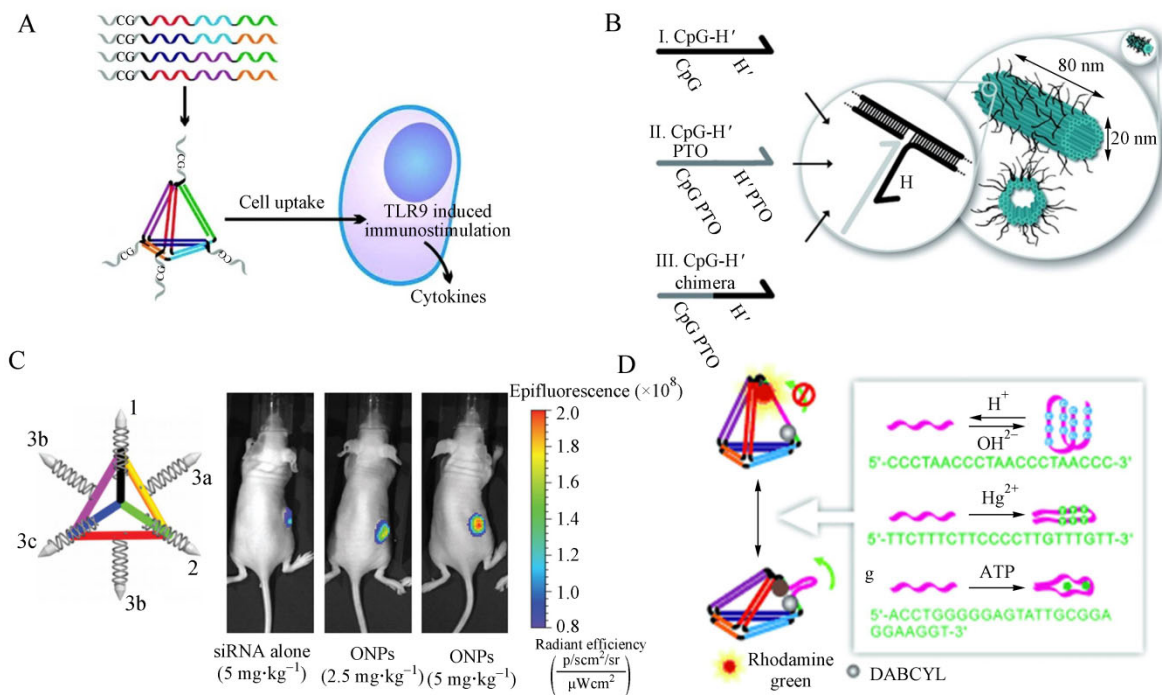 A
CG
CG
CG
CG
CG
CG
CG
CG
Cell uptake
TLR9 induced
immunostimulation
Cytokines
B
I. CpG-H′
CpG
H′
II. CpG-H′
PTO
CpG PTO
H′ PTO
III. CpG-H′
chimera
CpG PTO
H′
H
80 nm
20 nm
C
1
3b
3a
3c
2
3b
siRNA alone
(5 mg·kg⁻¹)
ONPs
(2.5 mg·kg⁻¹)
ONPs
(5 mg·kg⁻¹)
Epifluorescence (×10⁸)
2.0
1.8
1.6
1.4
1.2
1.0
0.8
Radiant efficiency
(p/scm²/sr
μWcm²)
D
Rhodamine
green
DABCYL
H⁺
OH²⁻
5′-CCCTAACCCTAACCCTAACCC-3′
Hg²⁺
5′-TTCTTTCTTCCCCTTGTTTGTT-3′
g
ATP
5′-ACCTGGGGGAGTATTGCGGA
GGAAGGT-3′